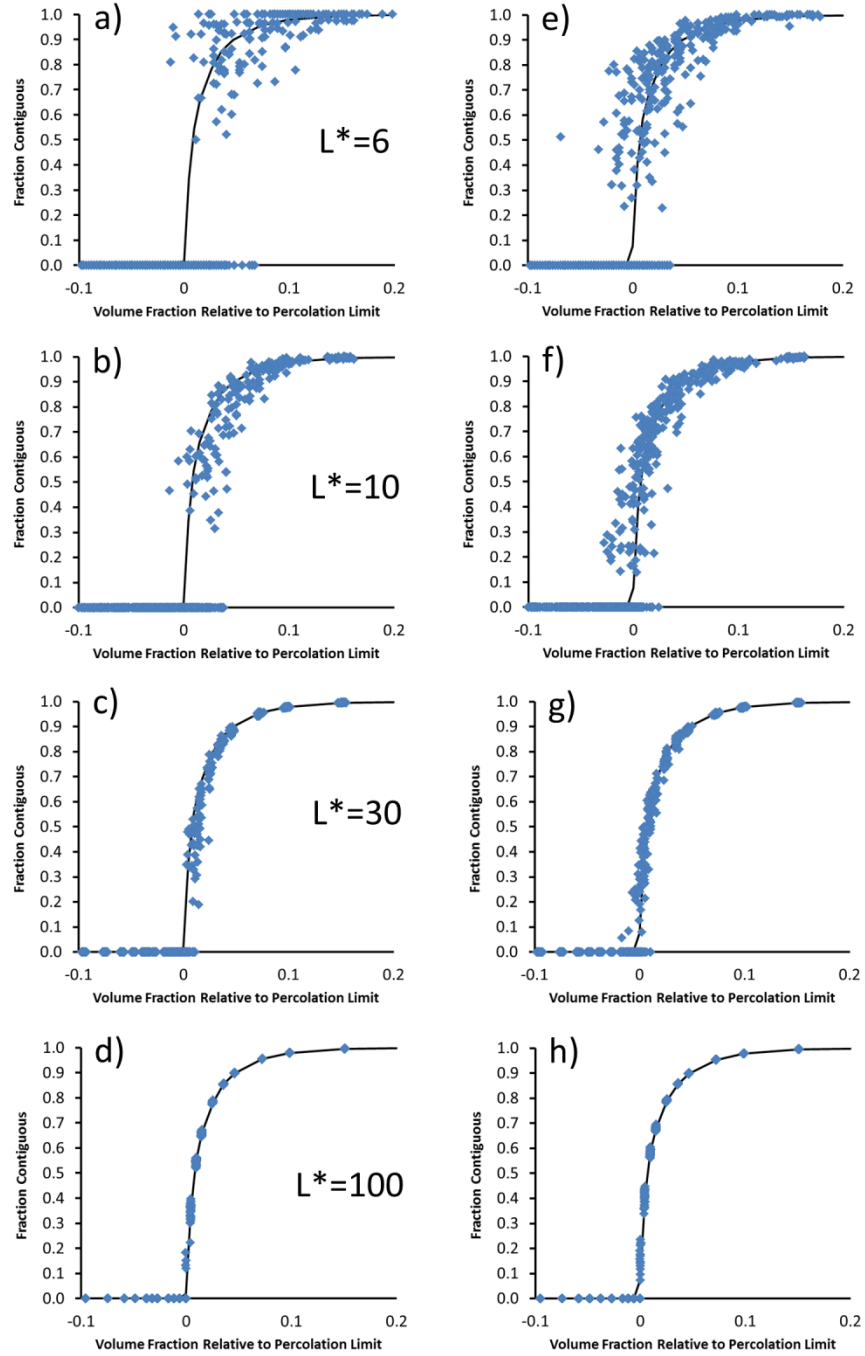 a)
Fraction Contiguous
1.0
0.9
0.8
0.7
0.6
0.5
0.4
0.3
0.2
0.1
0.0
L*=6
-0.1 0 0.1 0.2
Volume Fraction Relative to Percolation Limit
e)
Fraction Contiguous
1.0
0.9
0.8
0.7
0.6
0.5
0.4
0.3
0.2
0.1
0.0
-0.1 0 0.1 0.2
Volume Fraction Relative to Percolation Limit
b)
Fraction Contiguous
1.0
0.9
0.8
0.7
0.6
0.5
0.4
0.3
0.2
0.1
0.0
L*=10
-0.1 0 0.1 0.2
Volume Fraction Relative to Percolation Limit
f)
Fraction Contiguous
1.0
0.9
0.8
0.7
0.6
0.5
0.4
0.3
0.2
0.1
0.0
-0.1 0 0.1 0.2
Volume Fraction Relative to Percolation Limit
c)
Fraction Contiguous
1.0
0.9
0.8
0.7
0.6
0.5
0.4
0.3
0.2
0.1
0.0
L*=30
-0.1 0 0.1 0.2
Volume Fraction Relative to Percolation Limit
g)
Fraction Contiguous
1.0
0.9
0.8
0.7
0.6
0.5
0.4
0.3
0.2
0.1
0.0
-0.1 0 0.1 0.2
Volume Fraction Relative to Percolation Limit
d)
Fraction Contiguous
1.0
0.9
0.8
0.7
0.6
0.5
0.4
0.3
0.2
0.1
0.0
L*=100
-0.1 0 0.1 0.2
Volume Fraction Relative to Percolation Limit
h)
Fraction Contiguous
1.0
0.9
0.8
0.7
0.6
0.5
0.4
0.3
0.2
0.1
0.0
-0.1 0 0.1 0.2
Volume Fraction Relative to Percolation Limit